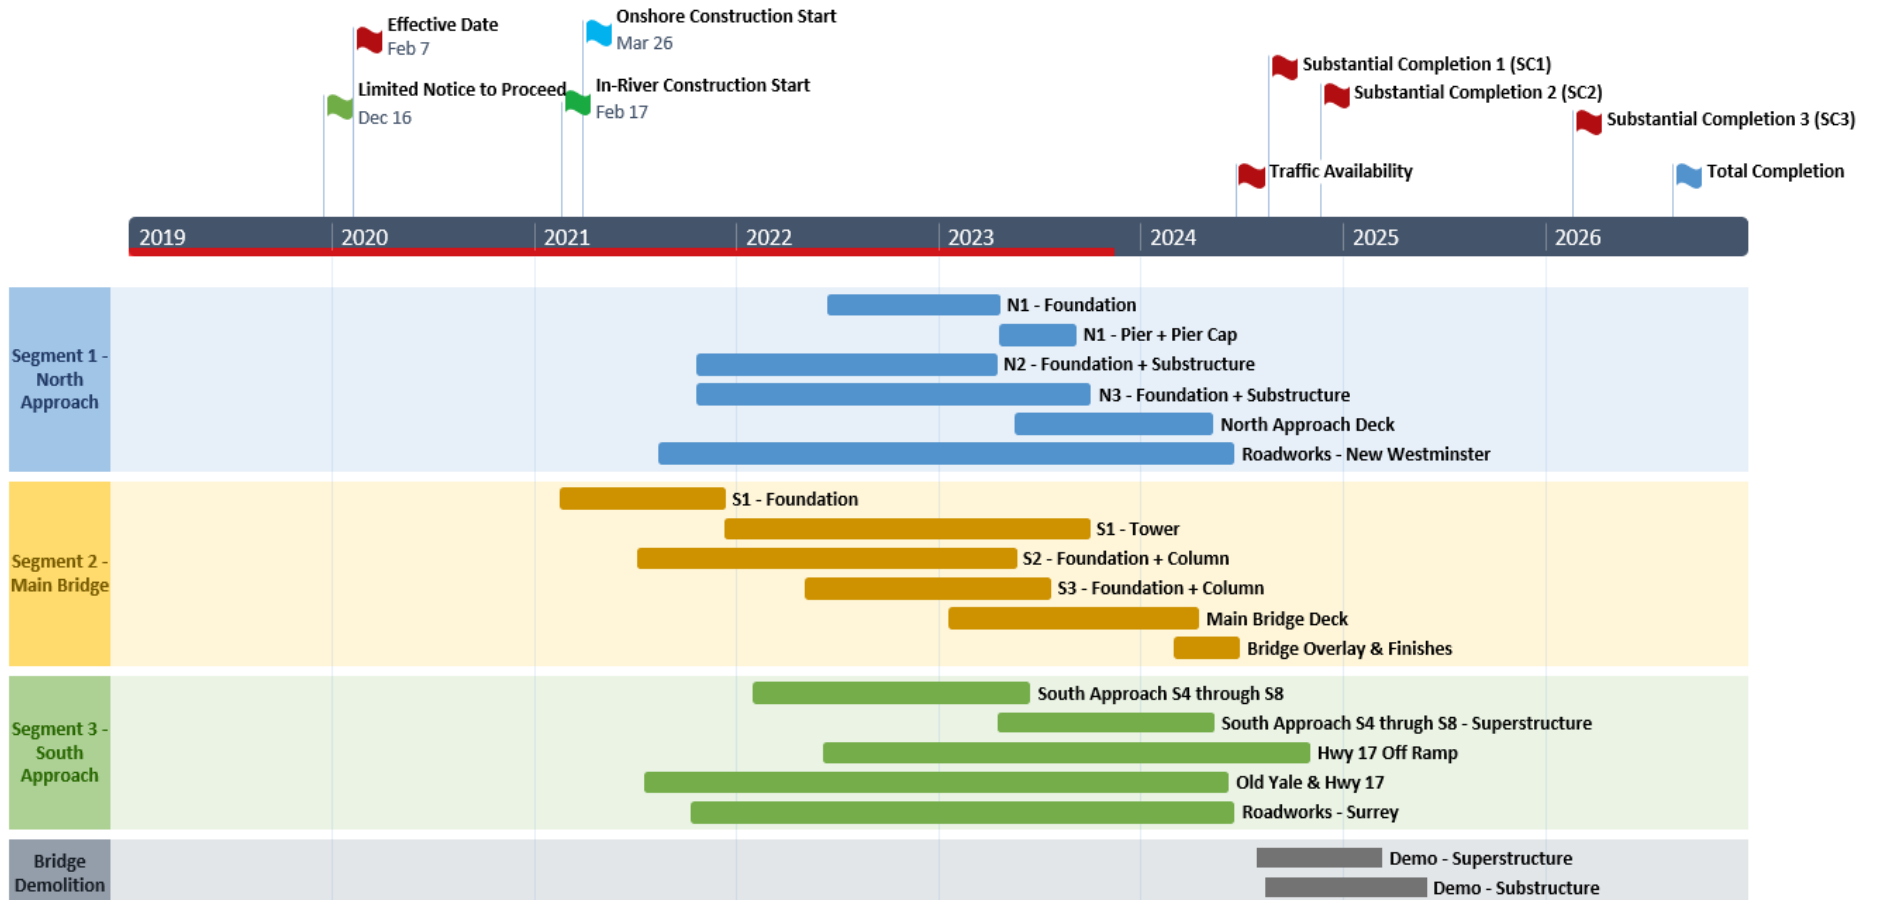 Effective Date
Feb 7
Limited Notice to Proceed
Dec 16
Onshore Construction Start
Mar 26
In-River Construction Start
Feb 17
Substantial Completion 1 (SC1)
Substantial Completion 2 (SC2)
Substantial Completion 3 (SC3)
Traffic Availability
Total Completion
2019 2020 2021 2022 2023 2024 2025 2026
Segment 1 -
North
Approach
N1 - Foundation
N1 - Pier + Pier Cap
N2 - Foundation + Substructure
N3 - Foundation + Substructure
North Approach Deck
Roadworks - New Westminster
Segment 2 -
Main Bridge
S1 - Foundation
S1 - Tower
S2 - Foundation + Column
S3 - Foundation + Column
Main Bridge Deck
Bridge Overlay & Finishes
Segment 3 -
South
Approach
South Approach S4 through S8
South Approach S4 thrugh S8 - Superstructure
Hwy 17 Off Ramp
Old Yale & Hwy 17
Roadworks - Surrey
Bridge
Demolition
Demo - Superstructure
Demo - Substructure